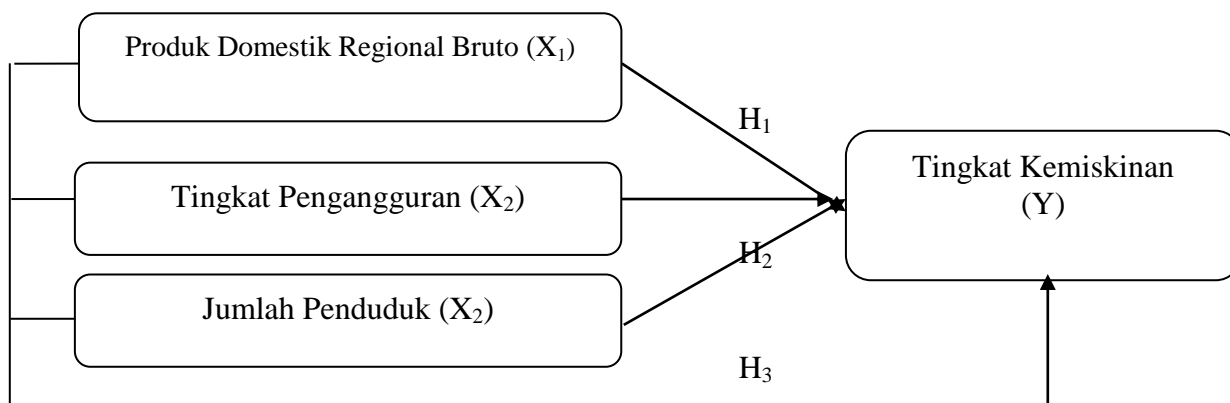 Produk Domestik Regional Bruto (X₁)
H₁
Tingkat Kemiskinan
(Y)
Tingkat Pengangguran (X₂)
H₂
Jumlah Penduduk (X₂)
H₃